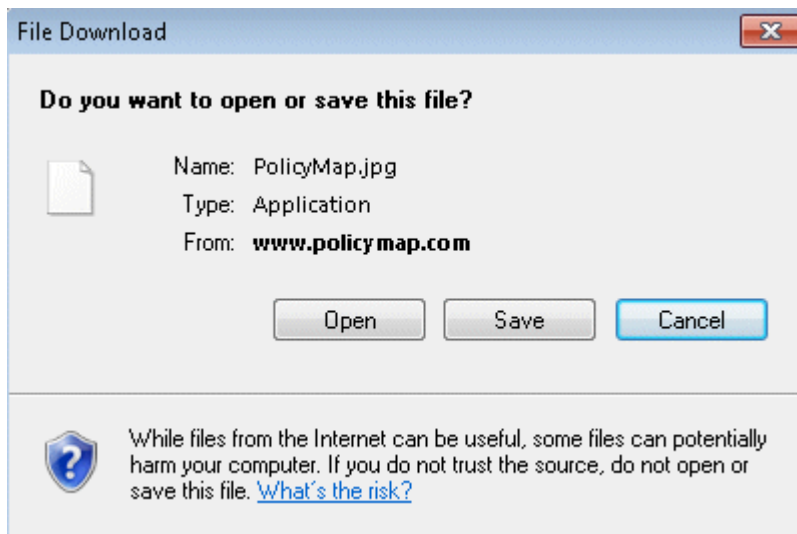 File Download
Do you want to open or save this file?
Name: PolicyMap.jpg
Type: Application
From: www.policymap.com
Open Save Cancel
While files from the Internet can be useful, some files can potentially
harm your computer. If you do not trust the source, do not open or
save this file. What's the risk?